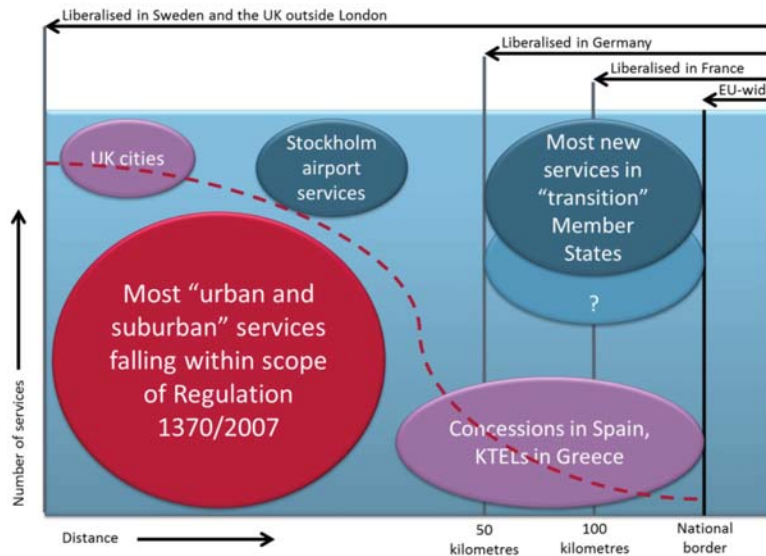 Liberalised in Sweden and the UK outside London
Liberalised in Germany
Liberalised in France
EU-wid
UK cities
Stockholm
airport
services
Most new
services in
“transition”
Member
States
?
Most “urban and
suburban” services
falling within scope
of Regulation
1370/2007
Concessions in Spain,
KTELs in Greece
Number of services
Distance
50
kilometres
100
kilometres
National
border